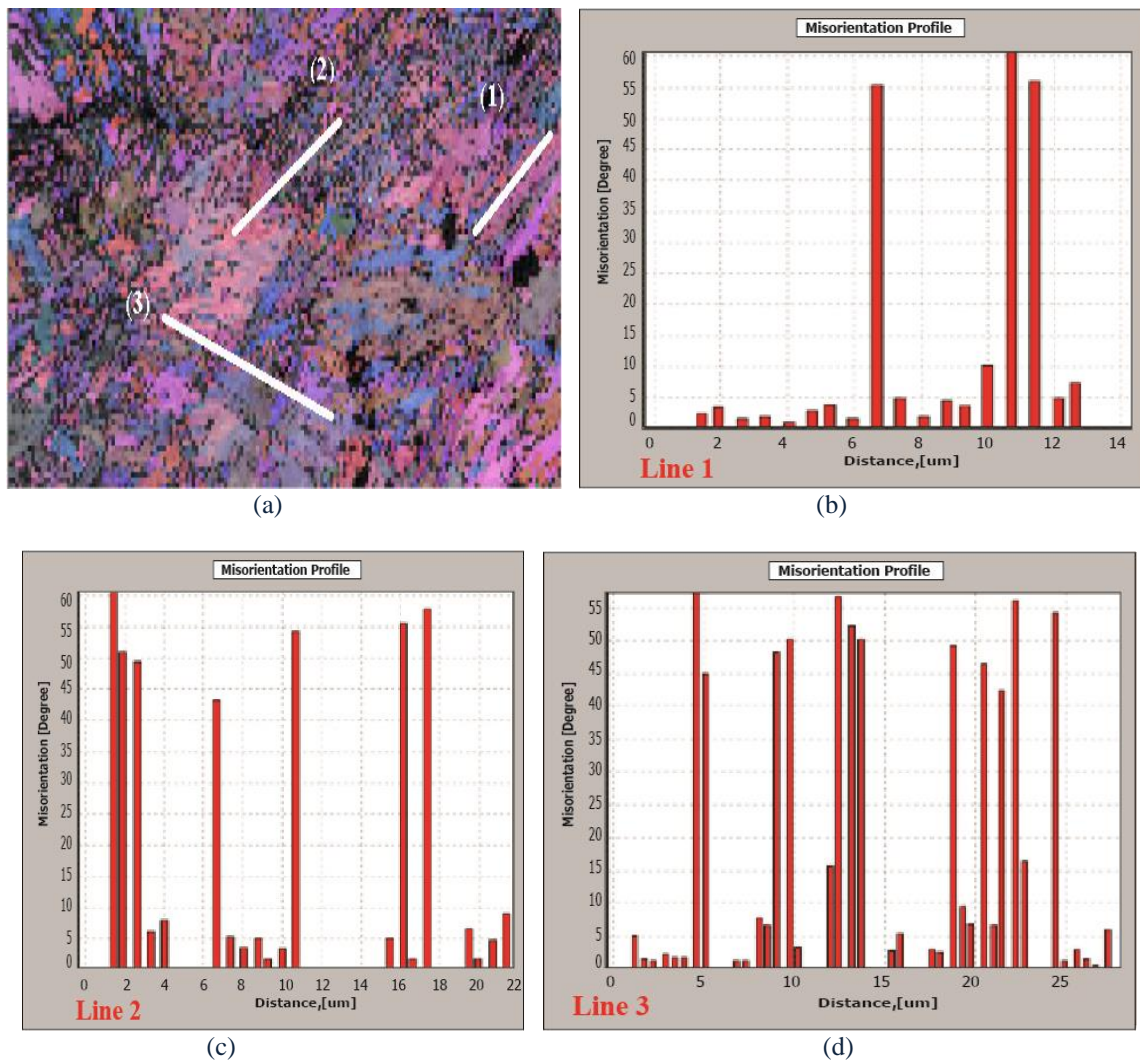 (2)
(1)
(3)
(a)
Misorientation Profile
Misorientation [Degree]
60
55
50
45
40
35
30
25
20
15
10
5
0
0 2 4 6 8 10 12 14
Distance,[um]
Line 1
(b)
Misorientation Profile
Misorientation [Degree]
60
55
50
45
40
35
30
25
20
15
10
5
0
0 2 4 6 8 10 12 14 16 18 20 22
Distance,[um]
Line 2
(c)
Misorientation Profile
Misorientation [Degree]
55
50
45
40
35
30
25
20
15
10
5
0
0 5 10 15 20 25
Distance,[um]
Line 3
(d)